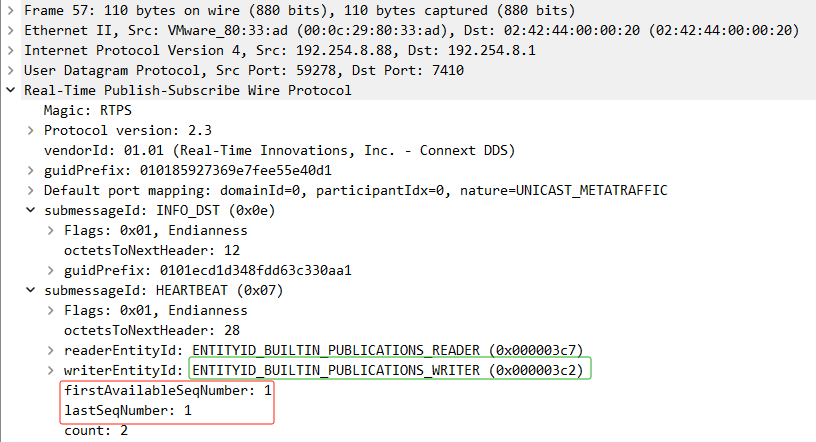 Frame 57: 110 bytes on wire (880 bits), 110 bytes captured (880 bits)
Ethernet II, Src: VMware_80:33:ad (00:0c:29:80:33:ad), Dst: 02:42:44:00:00:20 (02:42:44:00:00:20)
Internet Protocol Version 4, Src: 192.254.8.88, Dst: 192.254.8.1
User Datagram Protocol, Src Port: 59278, Dst Port: 7410
Real-Time Publish-Subscribe Wire Protocol
Magic: RTPS
Protocol version: 2.3
vendorId: 01.01 (Real-Time Innovations, Inc. - Connext DDS)
guidPrefix: 010185927369e7fee55e40d1
Default port mapping: domainId=0, participantIdx=0, nature=UNICAST_METATRAFFIC
submessageId: INFO_DST (0x0e)
Flags: 0x01, Endianness
octetsToNextHeader: 12
guidPrefix: 0101ecd1d348fdd63c330aa1
submessageId: HEARTBEAT (0x07)
Flags: 0x01, Endianness
octetsToNextHeader: 28
readerEntityId: ENTITYID_BUILTIN_PUBLICATIONS_READER (0x000003c7)
writerEntityId: ENTITYID_BUILTIN_PUBLICATIONS_WRITER (0x000003c2)
firstAvailableSeqNumber: 1
lastSeqNumber: 1
count: 2